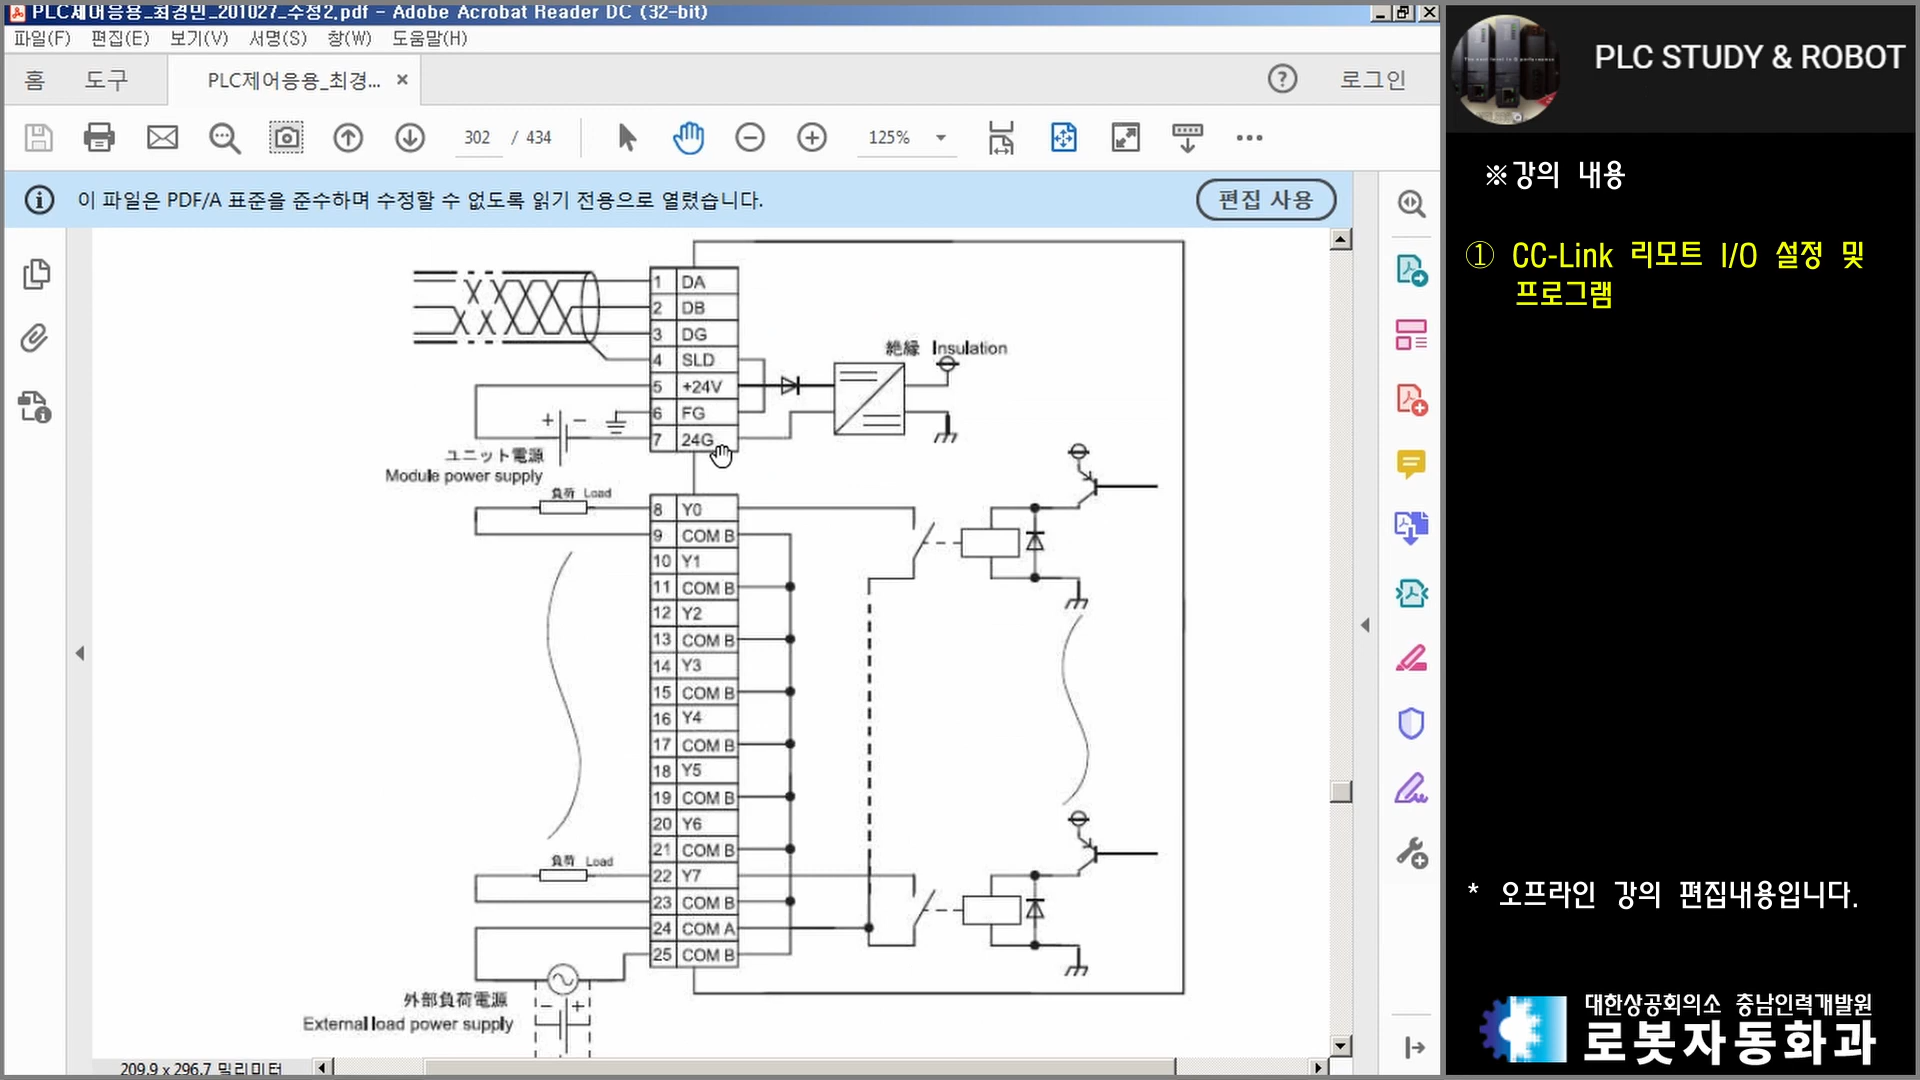 PLC제어응용_최경민_201027_수정2.pdf - Adobe Acrobat Reader DC (32-bit)
파일(F) 편집(E) 보기(V) 서명(S) 창(W) 도움말(H)
홈 도구 PLC제어응용_최경... × 로그인
302 / 434 125%
이 파일은 PDF/A 표준을 준수하며 수정할 수 없도록 읽기 전용으로 열렸습니다. 편집 사용
1 DA
2 DB
3 DG
4 SLD
5 +24V
6 FG
7 24G
絶縁 Insulation
+ -
ユニット電源
Module power supply
負荷 Load
8 Y0
9 COM B
10 Y1
11 COM B
12 Y2
13 COM B
14 Y3
15 COM B
16 Y4
17 COM B
18 Y5
19 COM B
20 Y6
21 COM B
負荷 Load
22 Y7
23 COM B
24 COM A
25 COM B
外部負荷電源
External load power supply
- +
209.9 x 296.7 밀리미터
PLC STUDY & ROBOT
※강의 내용
① CC-Link 리모트 I/O 설정 및
프로그램
* 오프라인 강의 편집내용입니다.
대한상공회의소 충남인력개발원
로봇자동화과